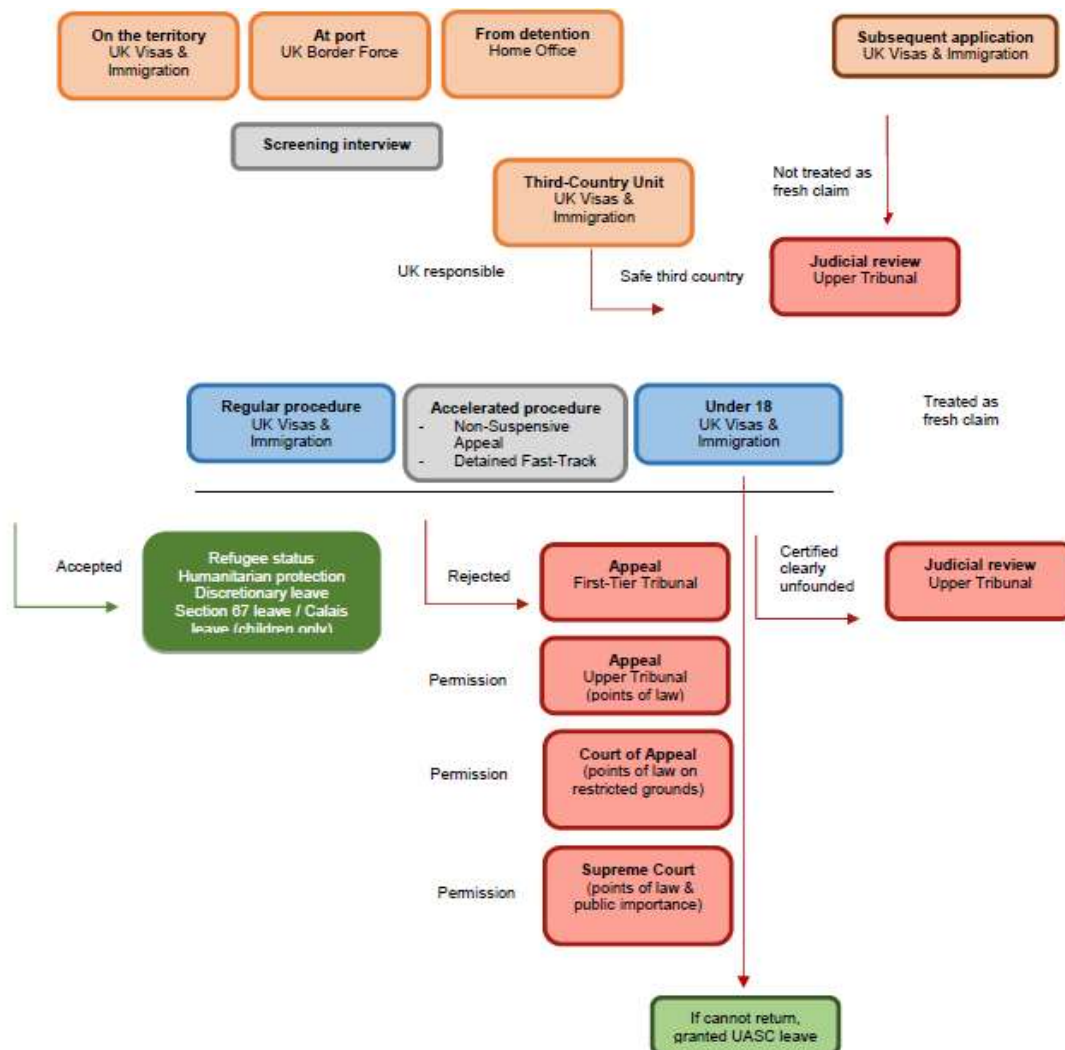 On the territory
UK Visas &
Immigration
At port
UK Border Force
From detention
Home Office
Subsequent application
UK Visas & Immigration
Screening interview
Not treated as
fresh claim
Third-Country Unit
UK Visas &
Immigration
UK responsible
Safe third country
Judicial review
Upper Tribunal
Regular procedure
UK Visas &
Immigration
Accelerated procedure
- Non-Suspensive
Appeal
- Detained Fast-Track
Under 18
UK Visas &
Immigration
Treated as
fresh claim
Accepted
Refugee status
Humanitarian protection
Discretionary leave
Section 67 leave / Calais
leave (children only)
Rejected
Appeal
First-Tier Tribunal
Certified
clearly
unfounded
Judicial review
Upper Tribunal
Permission
Appeal
Upper Tribunal
(points of law)
Permission
Court of Appeal
(points of law on
restricted grounds)
Permission
Supreme Court
(points of law &
public importance)
If cannot return,
granted UASC leave